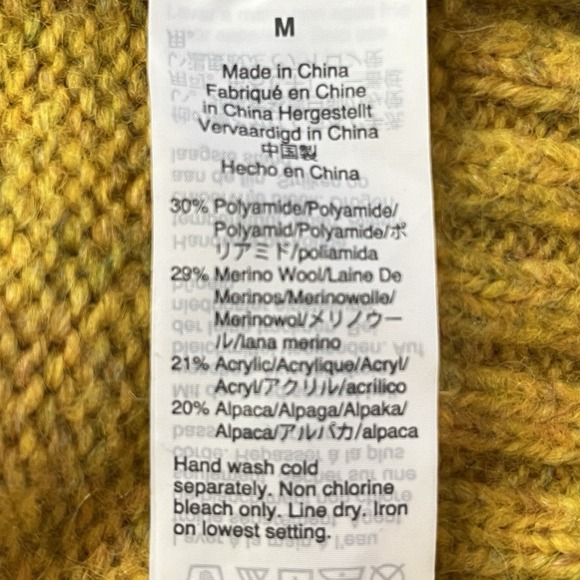 M
Made in China
Fabriqué en Chine
in China Hergestellt
Vervaardigd in China
中国製
Hecho en China
30% Polyamide/Polyamide/
Polyamid/Polyamide/ポ
リアミド/poliamida
29% Merino Wool/Laine De
Merinos/Merinowolle/
Merinowol/メリノウー
ル/lana merino
21% Acrylic/Acrylique/Acryl/
Acryl/アクリル/acrilico
20% Alpaca/Alpaga/Alpaka/
Alpaca/アルパカ/alpaca
Hand wash cold
separately. Non chlorine
bleach only. Line dry. Iron
on lowest setting.